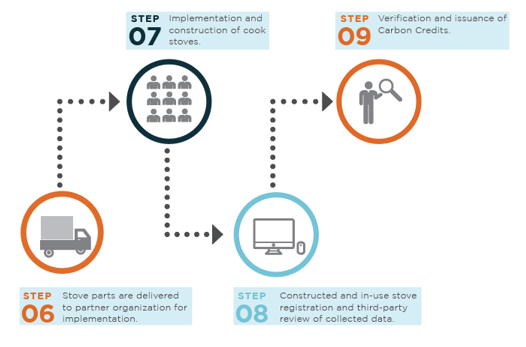 STEP
07
Implementation and
construction of cook
stoves.
STEP
09
Verification and issuance of
Carbon Credits.
STEP
06
Stove parts are delivered
to partner organization for
implementation.
STEP
08
Constructed and in-use stove
registration and third-party
review of collected data.